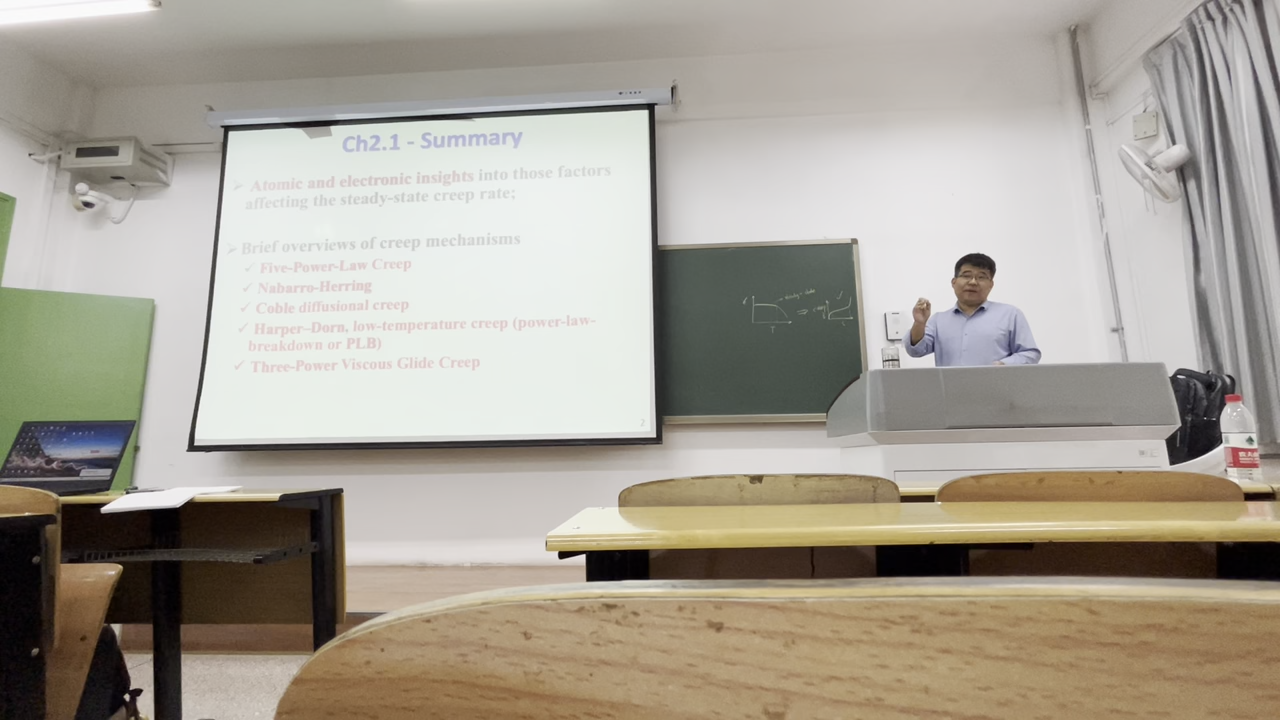 Ch2.1 - Summary
Atomic and electronic insights into those factors
affecting the steady-state creep rate;
Brief overviews of creep mechanisms
Five-Power-Law Creep
Nabarro-Herring
Coble diffusional creep
Harper–Dorn, low-temperature creep (power-law-
breakdown or PLB)
Three-Power Viscous Glide Creep
2